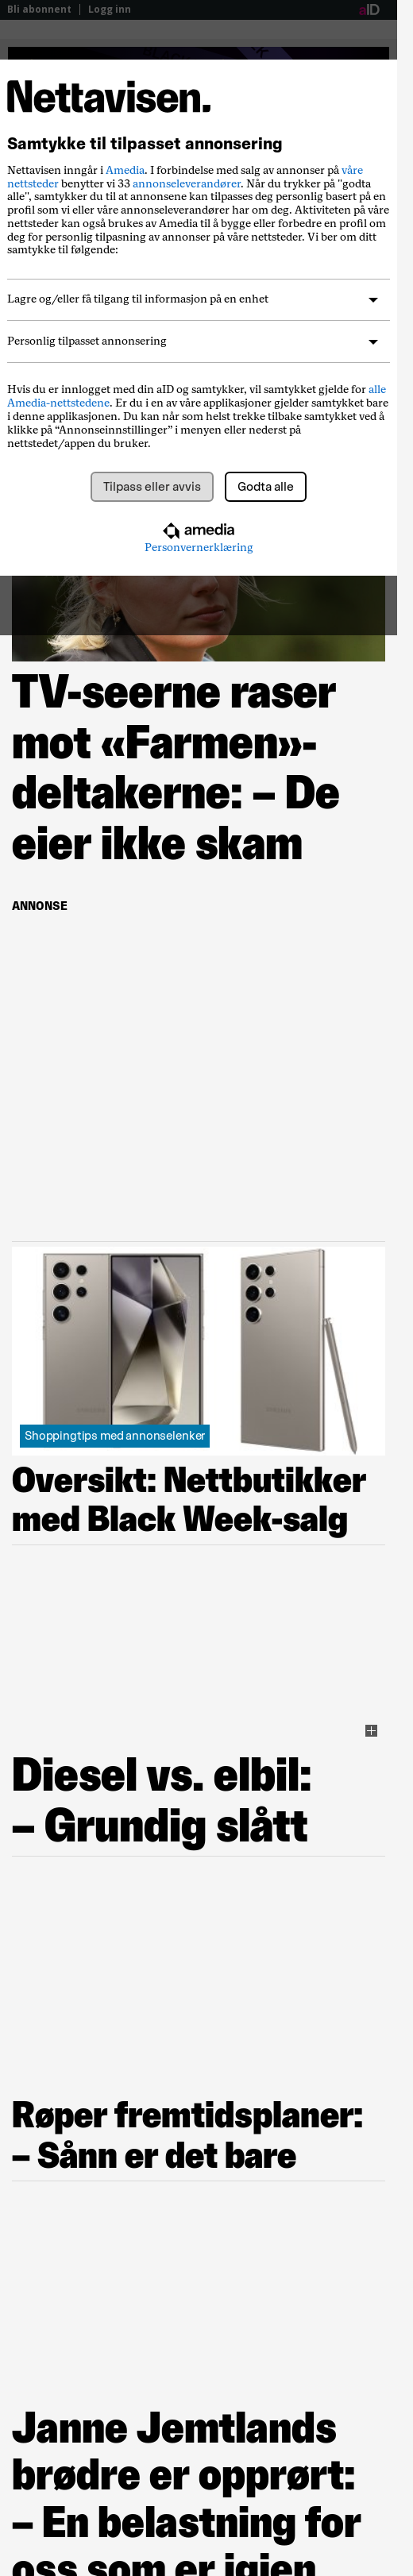 Bli abonnent | Logg inn aID
Nettavisen.
Samtykke til tilpasset annonsering
Nettavisen inngår i Amedia. I forbindelse med salg av annonser på våre
nettsteder benytter vi 33 annonseleverandører. Når du trykker på "godta
alle", samtykker du til at annonsene kan tilpasses deg personlig basert på en
profil som vi eller våre annonseleverandører har om deg. Aktiviteten på våre
nettsteder kan også brukes av Amedia til å bygge eller forbedre en profil om
deg for personlig tilpasning av annonser på våre nettsteder. Vi ber om ditt
samtykke til følgende:
Lagre og/eller få tilgang til informasjon på en enhet
Personlig tilpasset annonsering
Hvis du er innlogget med din aID og samtykker, vil samtykket gjelde for alle
Amedia-nettstedene. Er du i en av våre applikasjoner gjelder samtykket bare
i denne applikasjonen. Du kan når som helst trekke tilbake samtykket ved å
klikke på “Annonseinnstillinger” i menyen eller nederst på
nettstedet/appen du bruker.
Tilpass eller avvis Godta alle
amedia
Personvernerklæring
TV-seerne raser
mot «Farmen»-
deltakerne: – De
eier ikke skam
ANNONSE
Shoppingtips med annonselenker
Oversikt: Nettbutikker
med Black Week-salg
Diesel vs. elbil:
– Grundig slått
Røper fremtidsplaner:
– Sånn er det bare
Janne Jemtlands
brødre er opprørt:
– En belastning for
oss som er igjen